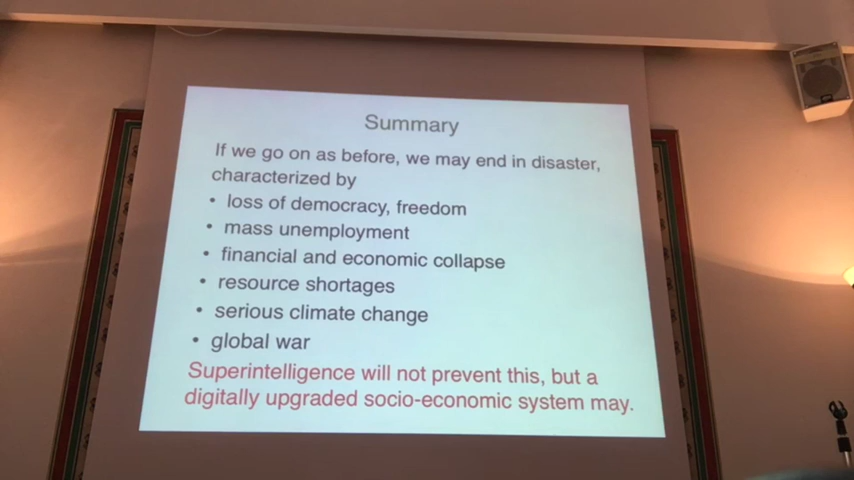 Summary
If we go on as before, we may end in disaster,
characterized by
• loss of democracy, freedom
• mass unemployment
• financial and economic collapse
• resource shortages
• serious climate change
• global war
Superintelligence will not prevent this, but a
digitally upgraded socio-economic system may.